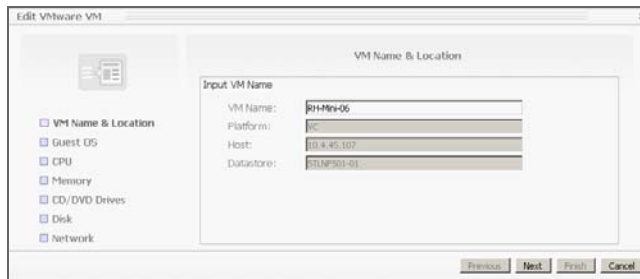 Edit VMware VM
VM Name & Location
Input VM Name
VM Name: RH-Mini-06
Platform: VC
Host: 10.4.45.107
Datastore: STLNPS01-01
VM Name & Location
Guest OS
CPU
Memory
CD/DVD Drives
Disk
Network
Previous Next Finish Cancel